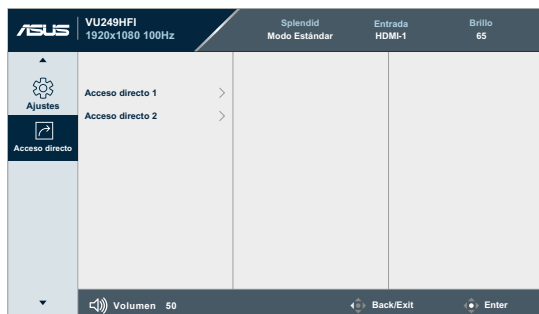 ASUS
VU249HFI
1920x1080 100Hz
Splendid
Modo Estándar
Entrada
HDMI-1
Brillo
65
Ajustes
Acceso directo
Acceso directo 1
Acceso directo 2
Volumen 50
Back/Exit
Enter